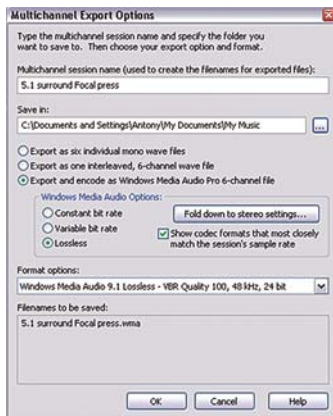 Multichannel Export Options
Type the multichannel session name and specify the folder you
want to save to. Then choose your export option and format.
Multichannel session name (used to create the filenames for exported files):
5.1 surround Focal press
Save in:
C:\Documents and Settings\Antony\My Documents\My Music
...
Export as six individual mono wave files
Export as one interleaved, 6-channel wave file
Export and encode as Windows Media Audio Pro 6-channel file
Windows Media Audio Options:
Constant bit rate
Fold down to stereo settings...
Variable bit rate
Show codec formats that most closely
match the session's sample rate
Lossless
Format options:
Windows Media Audio 9.1 Lossless - VBR Quality 100, 48 kHz, 24 bit
Filenames to be saved:
5.1 surround Focal press.wma
OK
Cancel
Help